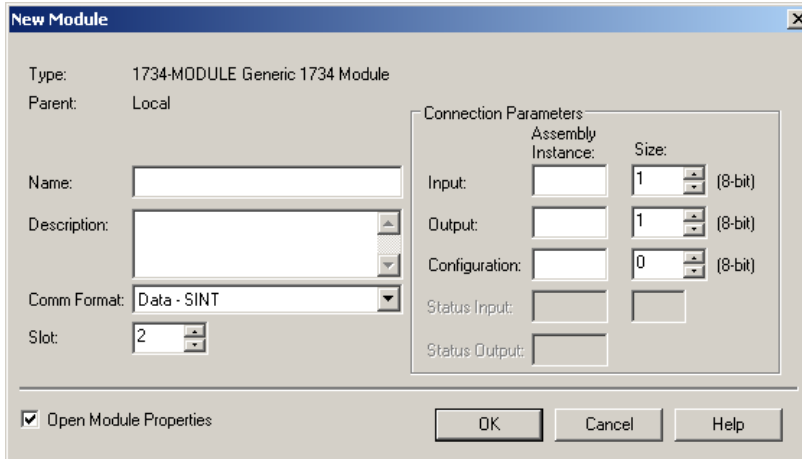 New Module
Type: 1734-MODULE Generic 1734 Module
Parent: Local
Connection Parameters
Assembly
Instance: Size:
Name:
Input: 1 (8-bit)
Description:
Output: 1 (8-bit)
Configuration: 0 (8-bit)
Comm Format: Data - SINT
Status Input:
Slot: 2
Status Output:
Open Module Properties
OK Cancel Help